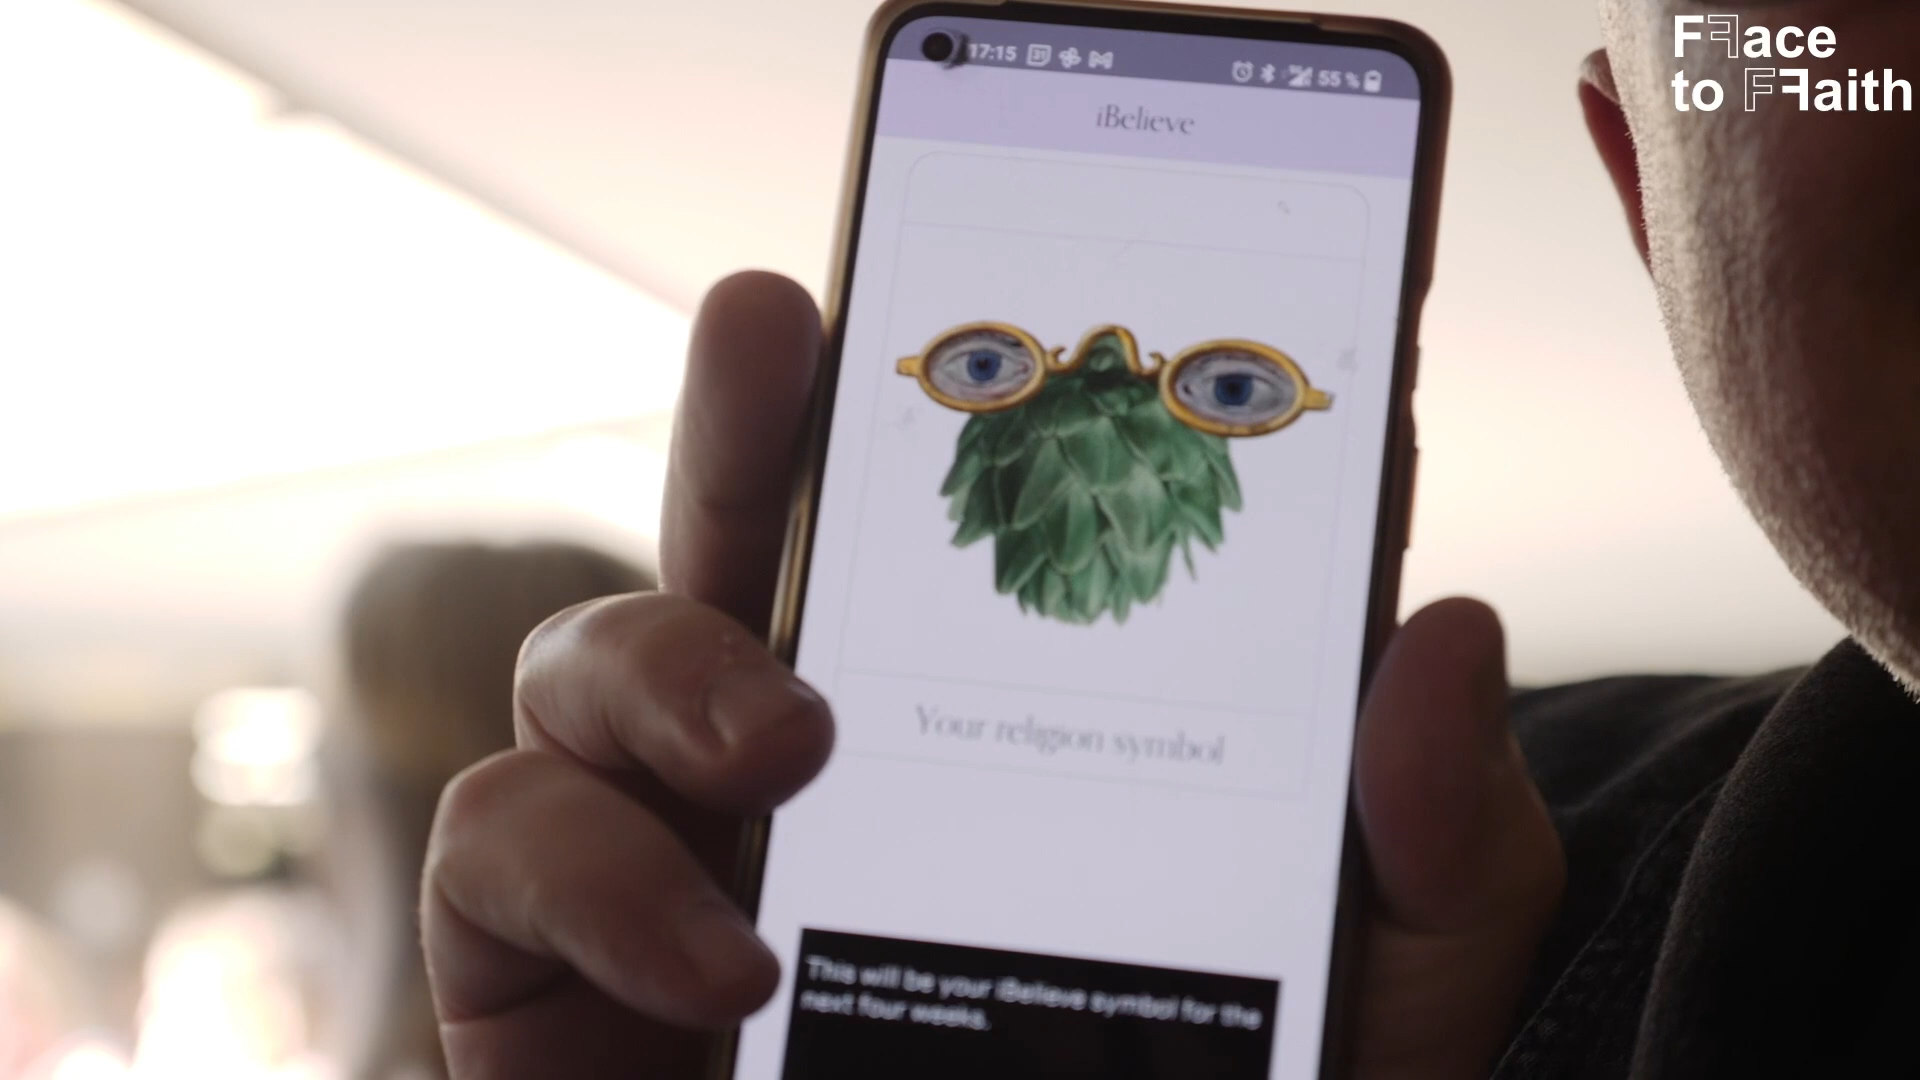 FFace
to FFaith
17:15 31 55 %
iBelieve
Your religion symbol
This will be your iBelieve symbol for the
next four weeks.